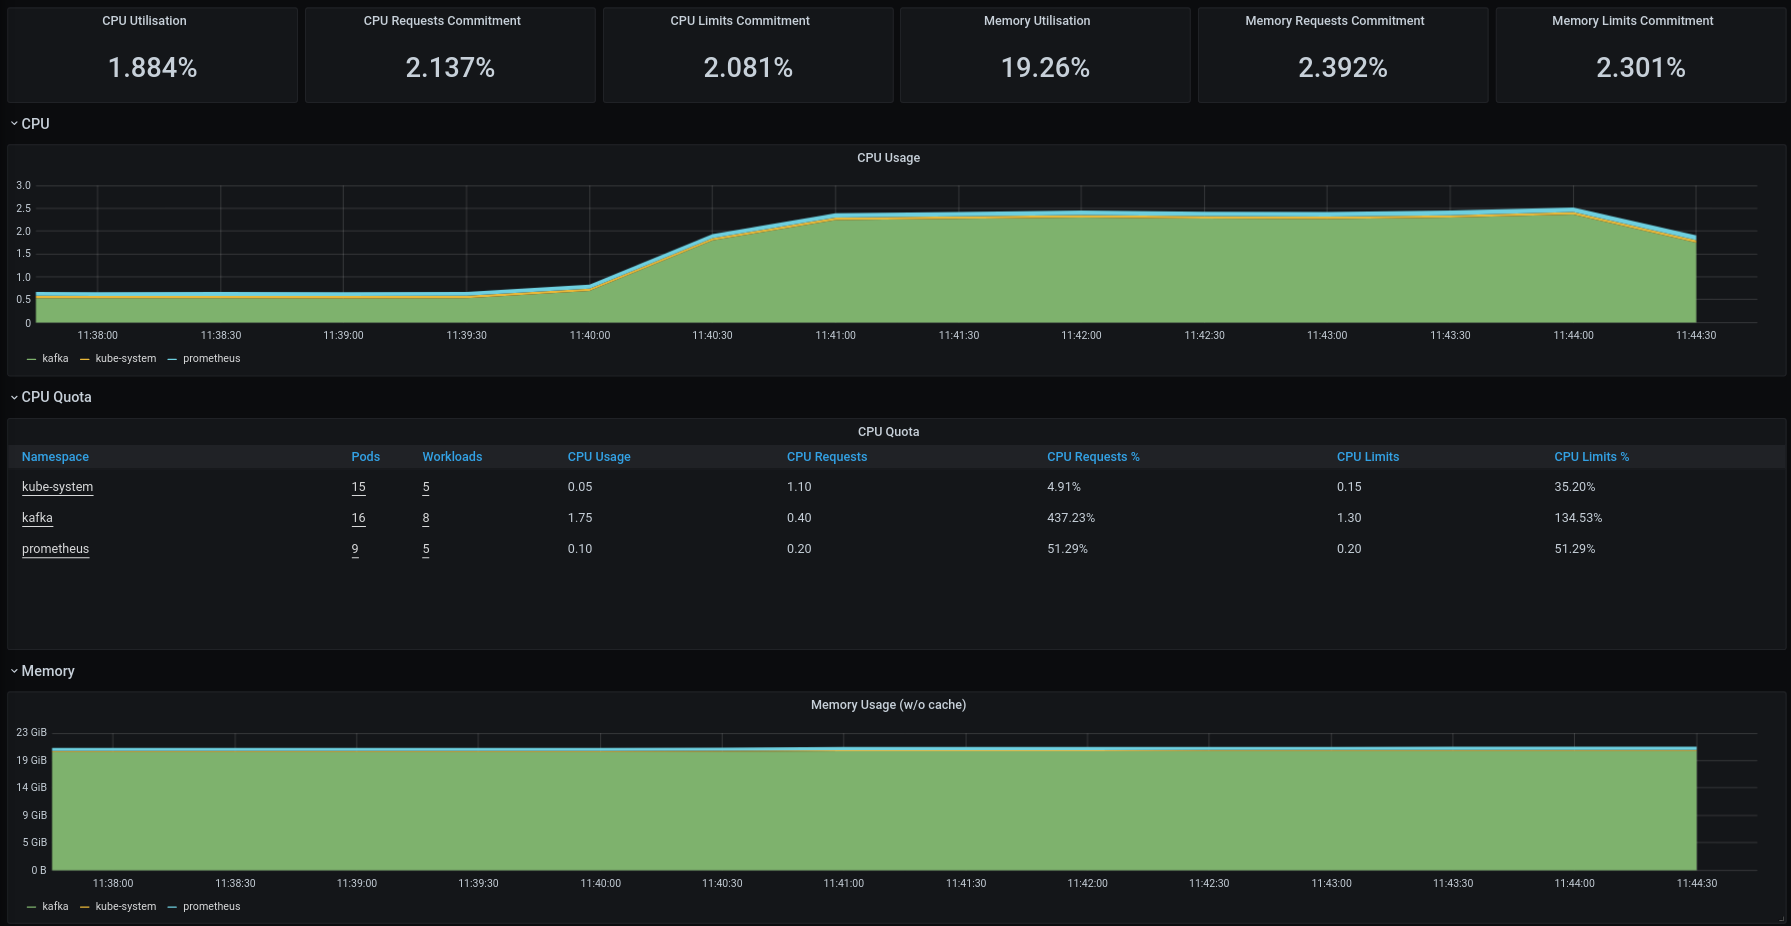 CPU Utilisation CPU Requests Commitment CPU Limits Commitment Memory Utilisation Memory Requests Commitment Memory Limits Commitment
1.884% 2.137% 2.081% 19.26% 2.392% 2.301%
CPU
CPU Usage
3.0
2.5
2.0
1.5
1.0
0.5
0
11:38:00 11:38:30 11:39:00 11:39:30 11:40:00 11:40:30 11:41:00 11:41:30 11:42:00 11:42:30 11:43:00 11:43:30 11:44:00 11:44:30
kafka kube-system prometheus
CPU Quota
CPU Quota
Namespace Pods Workloads CPU Usage CPU Requests CPU Requests % CPU Limits CPU Limits %
kube-system 15 5 0.05 1.10 4.91% 0.15 35.20%
kafka 16 8 1.75 0.40 437.23% 1.30 134.53%
prometheus 9 5 0.10 0.20 51.29% 0.20 51.29%
Memory
Memory Usage (w/o cache)
23 GiB
19 GiB
14 GiB
9 GiB
5 GiB
0 B
11:38:00 11:38:30 11:39:00 11:39:30 11:40:00 11:40:30 11:41:00 11:41:30 11:42:00 11:42:30 11:43:00 11:43:30 11:44:00 11:44:30
kafka kube-system prometheus